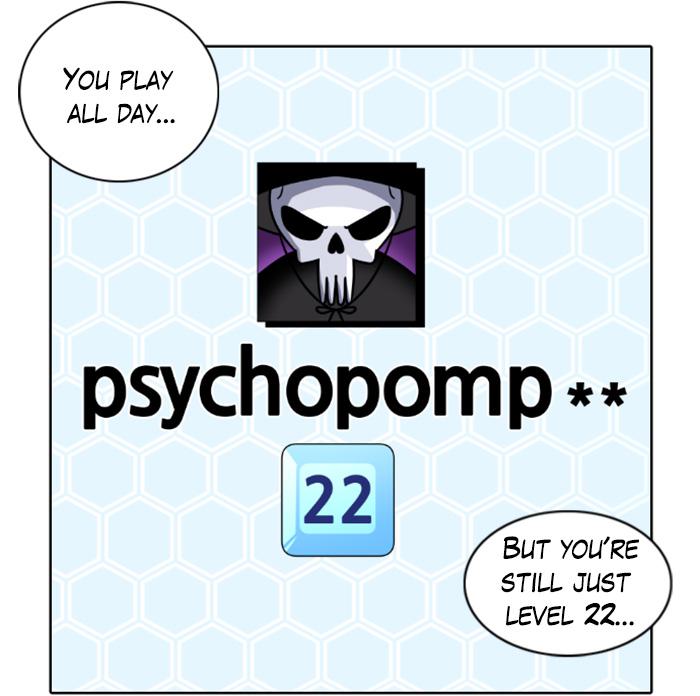 YOU PLAY
ALL DAY...
psychopomp**
22
BUT YOU'RE
STILL JUST
LEVEL 22...